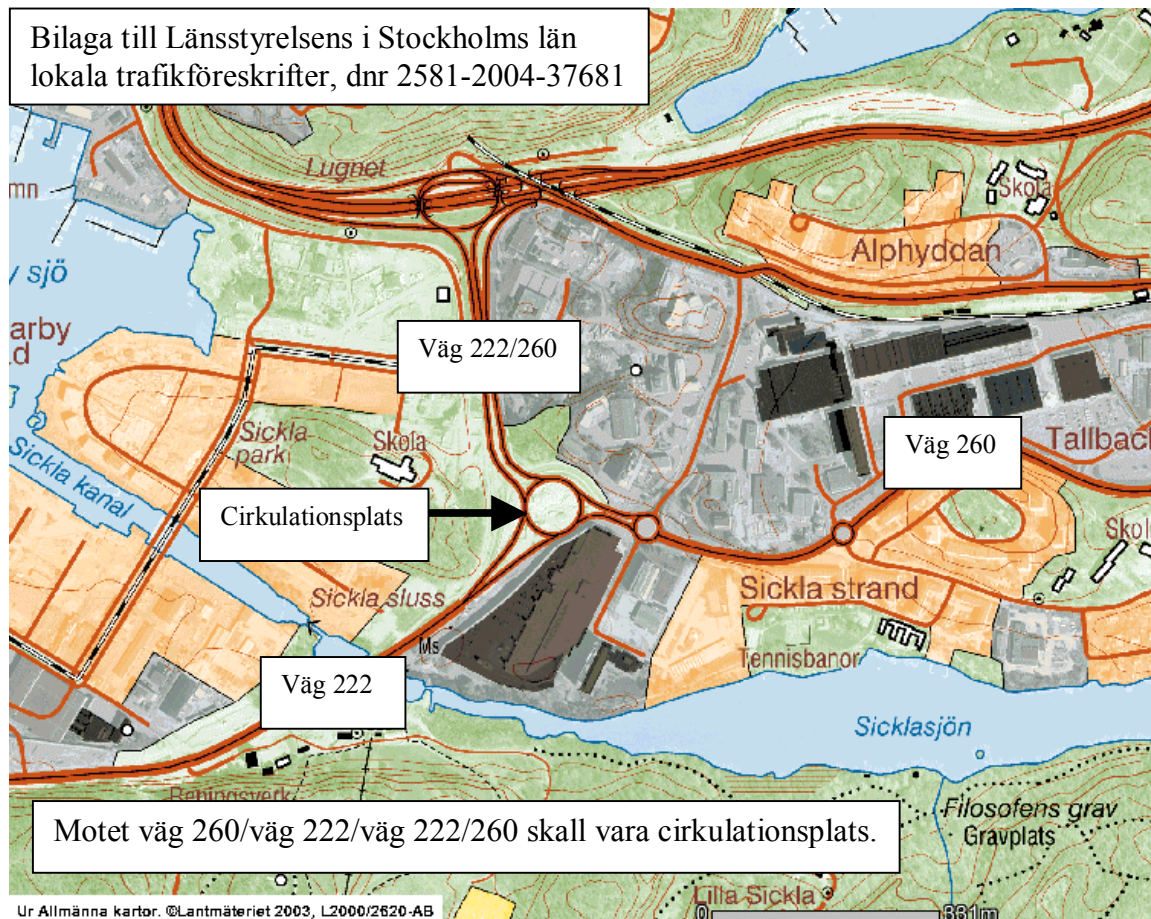 Bilaga till Länsstyrelsens i Stockholms län
lokala trafikföreskrifter, dnr 2581-2004-37681
Lugnet
Skola
Alphyddan
sjö
Väg 222/260
Väg 260
Sickla
park
Skola
Sickla kanal
Cirkulationsplats
Sickla sluss
Sickla strand
Ms
Tennisbanor
Väg 222
Sicklasjön
Reningsverk
Filosofens grav
Gravplats
Motet väg 260/väg 222/väg 222/260 skall vara cirkulationsplats.
Lilla Sickla
0 331m
Ur Allmänna kartor. ©Lantmäteriet 2003, L2000/2620-AB